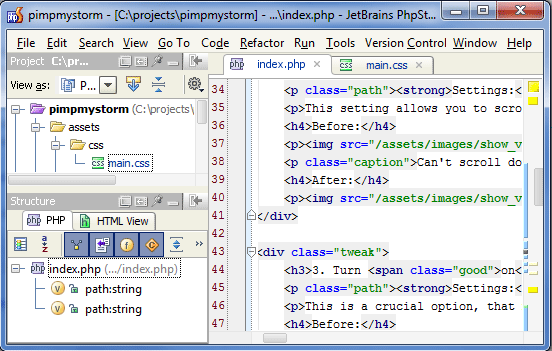 pimpmystorm - [C:\projects\pimpmystorm] - ...\index.php - JetBrains PhpSt...
File Edit Search View Go To Code Refactor Run Tools Version Control Window Help
Project C:\pr...
View as: P...
pimpmystorm (C:\projects\
assets
css
main.css
Structure
PHP HTML View
index.php (.../index.php)
path:string
path:string
index.php main.css
34 <p class="path"><strong>Settings:<
35 <p>This setting allows you to scro
36 <h4>Before:</h4>
37 <p><img src="/assets/images/show_v
38 <p class="caption">Can't scroll do
39 <h4>After:</h4>
40 <p><img src="/assets/images/show_v
41 </div>
42
43 <div class="tweak">
44 <h3>3. Turn <span class="good">on<
45 <p class="path"><strong>Settings:<
46 <p>This is a crucial option, that
47 <h4>Before:</h4>